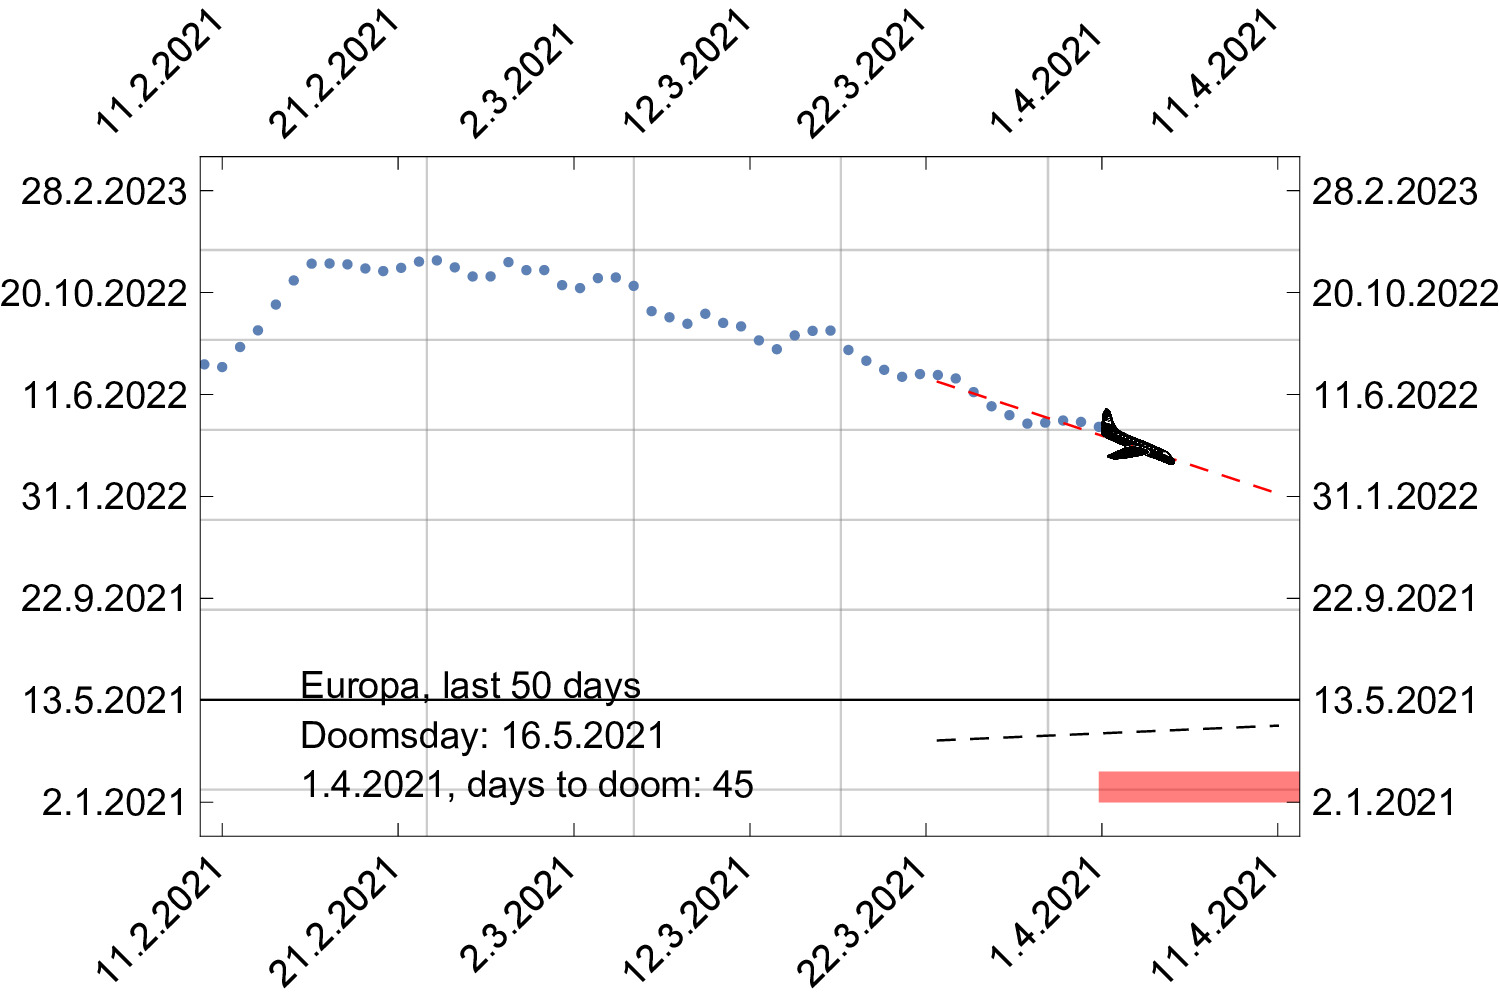 11.2.2021 21.2.2021 2.3.2021 12.3.2021 22.3.2021 1.4.2021 11.4.2021
28.2.2023 28.2.2023
20.10.2022 20.10.2022
11.6.2022 11.6.2022
31.1.2022 31.1.2022
22.9.2021 22.9.2021
Europa, last 50 days
13.5.2021 13.5.2021
Doomsday: 16.5.2021
1.4.2021, days to doom: 45
2.1.2021 2.1.2021
11.2.2021 21.2.2021 2.3.2021 12.3.2021 22.3.2021 1.4.2021 11.4.2021